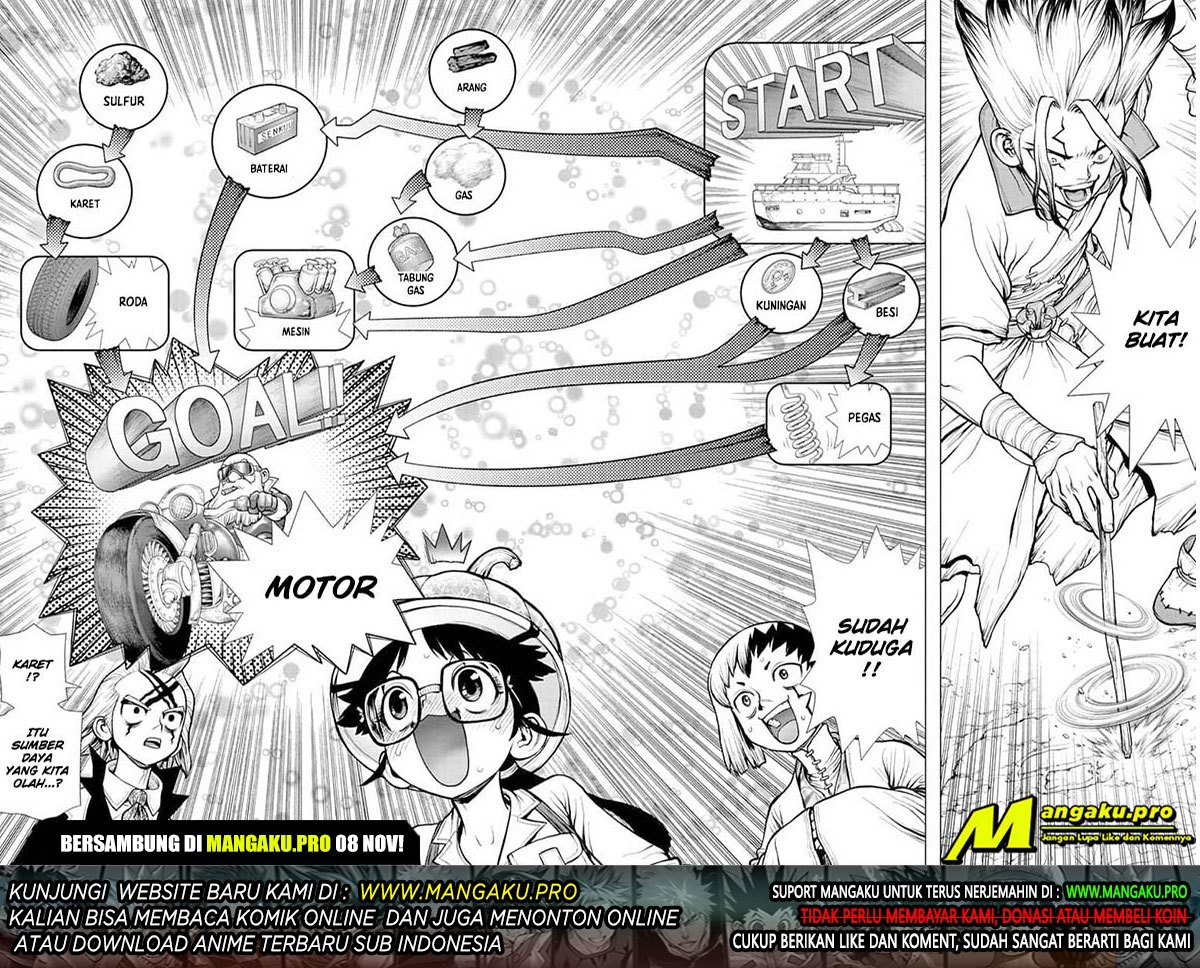 START
SULFUR
ARANG
SENKU
BATERAI
GAS
KARET
GAS
TABUNG
GAS
RODA
MESIN
KUNINGAN
BESI
PEGAS
GOAL!!
MOTOR
KITA
BUAT!
SUDAH
KUDUGA
!!
KARET
!?
ITU
SUMBER
DAYA
YANG KITA
OLAH...?
BERSAMBUNG DI MANGAKU.PRO 08 NOV!
Mangaku.pro
Jangan Lupa Like dan Komennya
KUNJUNGI WEBSITE BARU KAMI DI : WWW.MANGAKU.PRO
KALIAN BISA MEMBACA KOMIK ONLINE DAN JUGA MENONTON ONLINE
ATAU DOWNLOAD ANIME TERBARU SUB INDONESIA
SUPORT MANGAKU UNTUK TERUS NERJEMAHIN DI : WWW.MANGAKU.PRO
TIDAK PERLU MEMBAYAR KAMI, DONASI ATAU MEMBELI KOIN
CUKUP BERIKAN LIKE DAN KOMENT, SUDAH SANGAT BERARTI BAGI KAMI